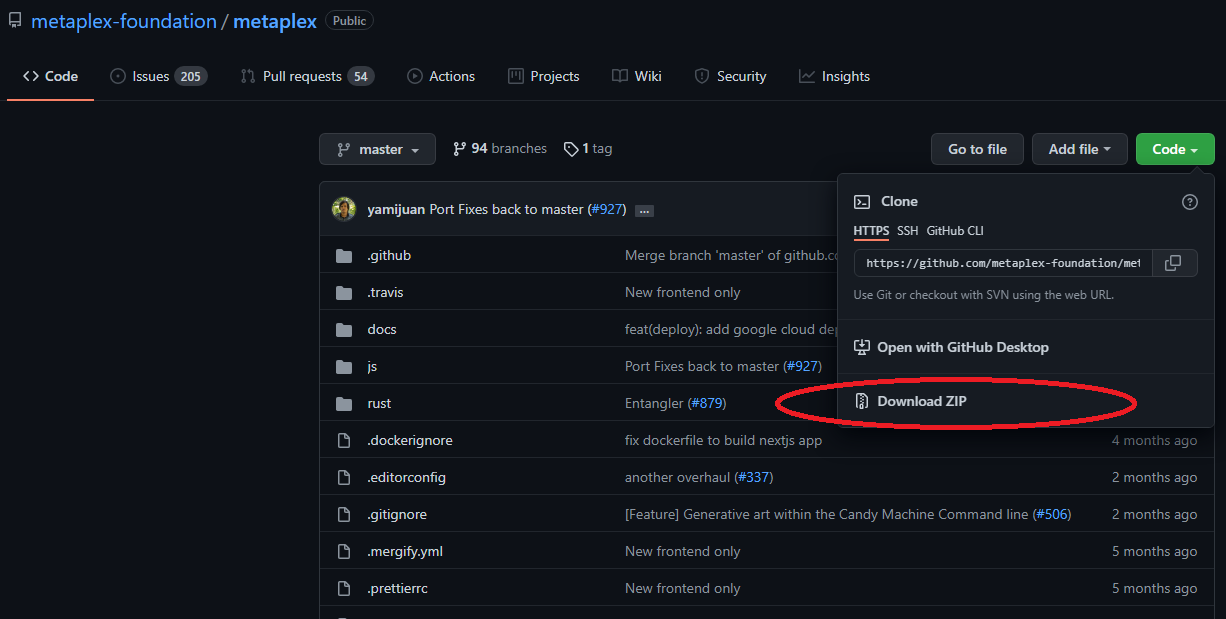 metaplex-foundation / metaplex Public
Code Issues 205 Pull requests 54 Actions Projects Wiki Security Insights
master 94 branches 1 tag Go to file Add file Code
yamijuan Port Fixes back to master (#927) ...
Clone
HTTPS SSH GitHub CLI
https://github.com/metaplex-foundation/met
Use Git or checkout with SVN using the web URL.
Open with GitHub Desktop
Download ZIP
.github Merge branch 'master' of github.co
.travis New frontend only
docs feat(deploy): add google cloud dep
js Port Fixes back to master (#927)
rust Entangler (#879)
.dockerignore fix dockerfile to build nextjs app 4 months ago
.editorconfig another overhaul (#337) 2 months ago
.gitignore [Feature] Generative art within the Candy Machine Command line (#506) 2 months ago
.mergify.yml New frontend only 5 months ago
.prettierrc New frontend only 5 months ago